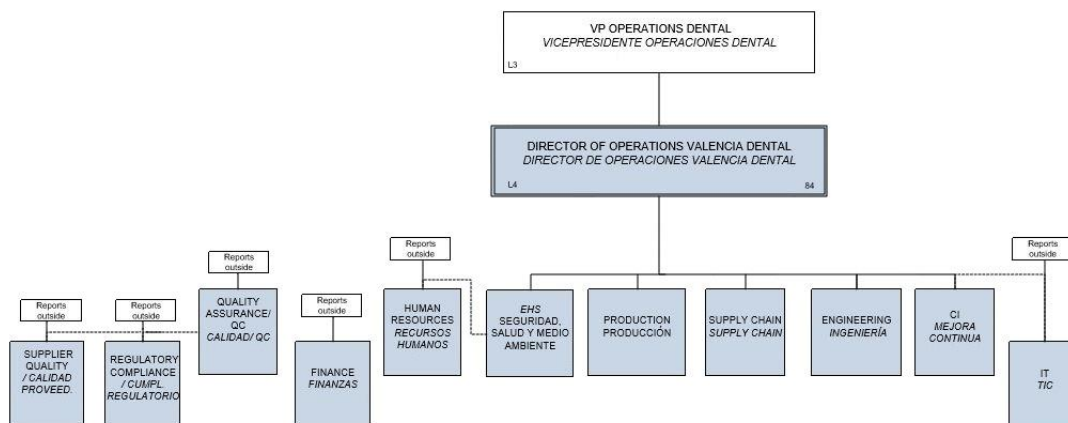 VP OPERATIONS DENTAL
VICEPRESIDENTE OPERACIONES DENTAL
L3
DIRECTOR OF OPERATIONS VALENCIA DENTAL
DIRECTOR DE OPERACIONES VALENCIA DENTAL
L4
84
Reports
outside
SUPPLIER
QUALITY
/ CALIDAD
PROVEED.
Reports
outside
REGULATORY
COMPLIANCE
/ CUMPL.
REGULATORIO
Reports
outside
QUALITY
ASSURANCE/
QC
CALIDAD/ QC
Reports
outside
FINANCE
FINANZAS
Reports
outside
HUMAN
RESOURCES
RECURSOS
HUMANOS
EHS
SEGURIDAD,
SALUD Y MEDIO
AMBIENTE
PRODUCTION
PRODUCCIÓN
SUPPLY CHAIN
SUPPLY CHAIN
ENGINEERING
INGENIERÍA
CI
MEJORA
CONTINUA
Reports
outside
IT
TIC